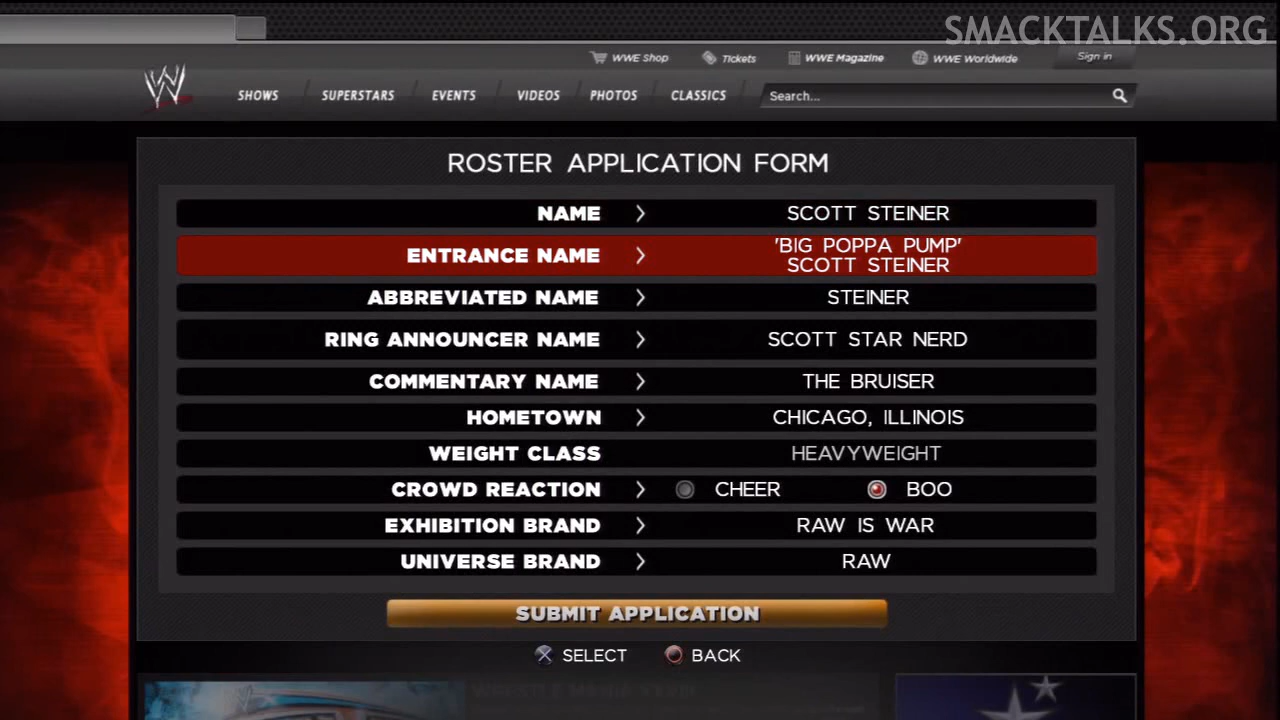 SMACKTALKS.ORG
WWE Shop Tickets WWE Magazine WWE Worldwide Sign in
W SHOWS SUPERSTARS EVENTS VIDEOS PHOTOS CLASSICS Search...
ROSTER APPLICATION FORM
NAME > SCOTT STEINER
ENTRANCE NAME > 'BIG POPPA PUMP'
SCOTT STEINER
ABBREVIATED NAME > STEINER
RING ANNOUNCER NAME > SCOTT STAR NERD
COMMENTARY NAME > THE BRUISER
HOMETOWN > CHICAGO, ILLINOIS
WEIGHT CLASS HEAVYWEIGHT
CROWD REACTION > CHEER BOO
EXHIBITION BRAND > RAW IS WAR
UNIVERSE BRAND > RAW
SUBMIT APPLICATION
SELECT BACK